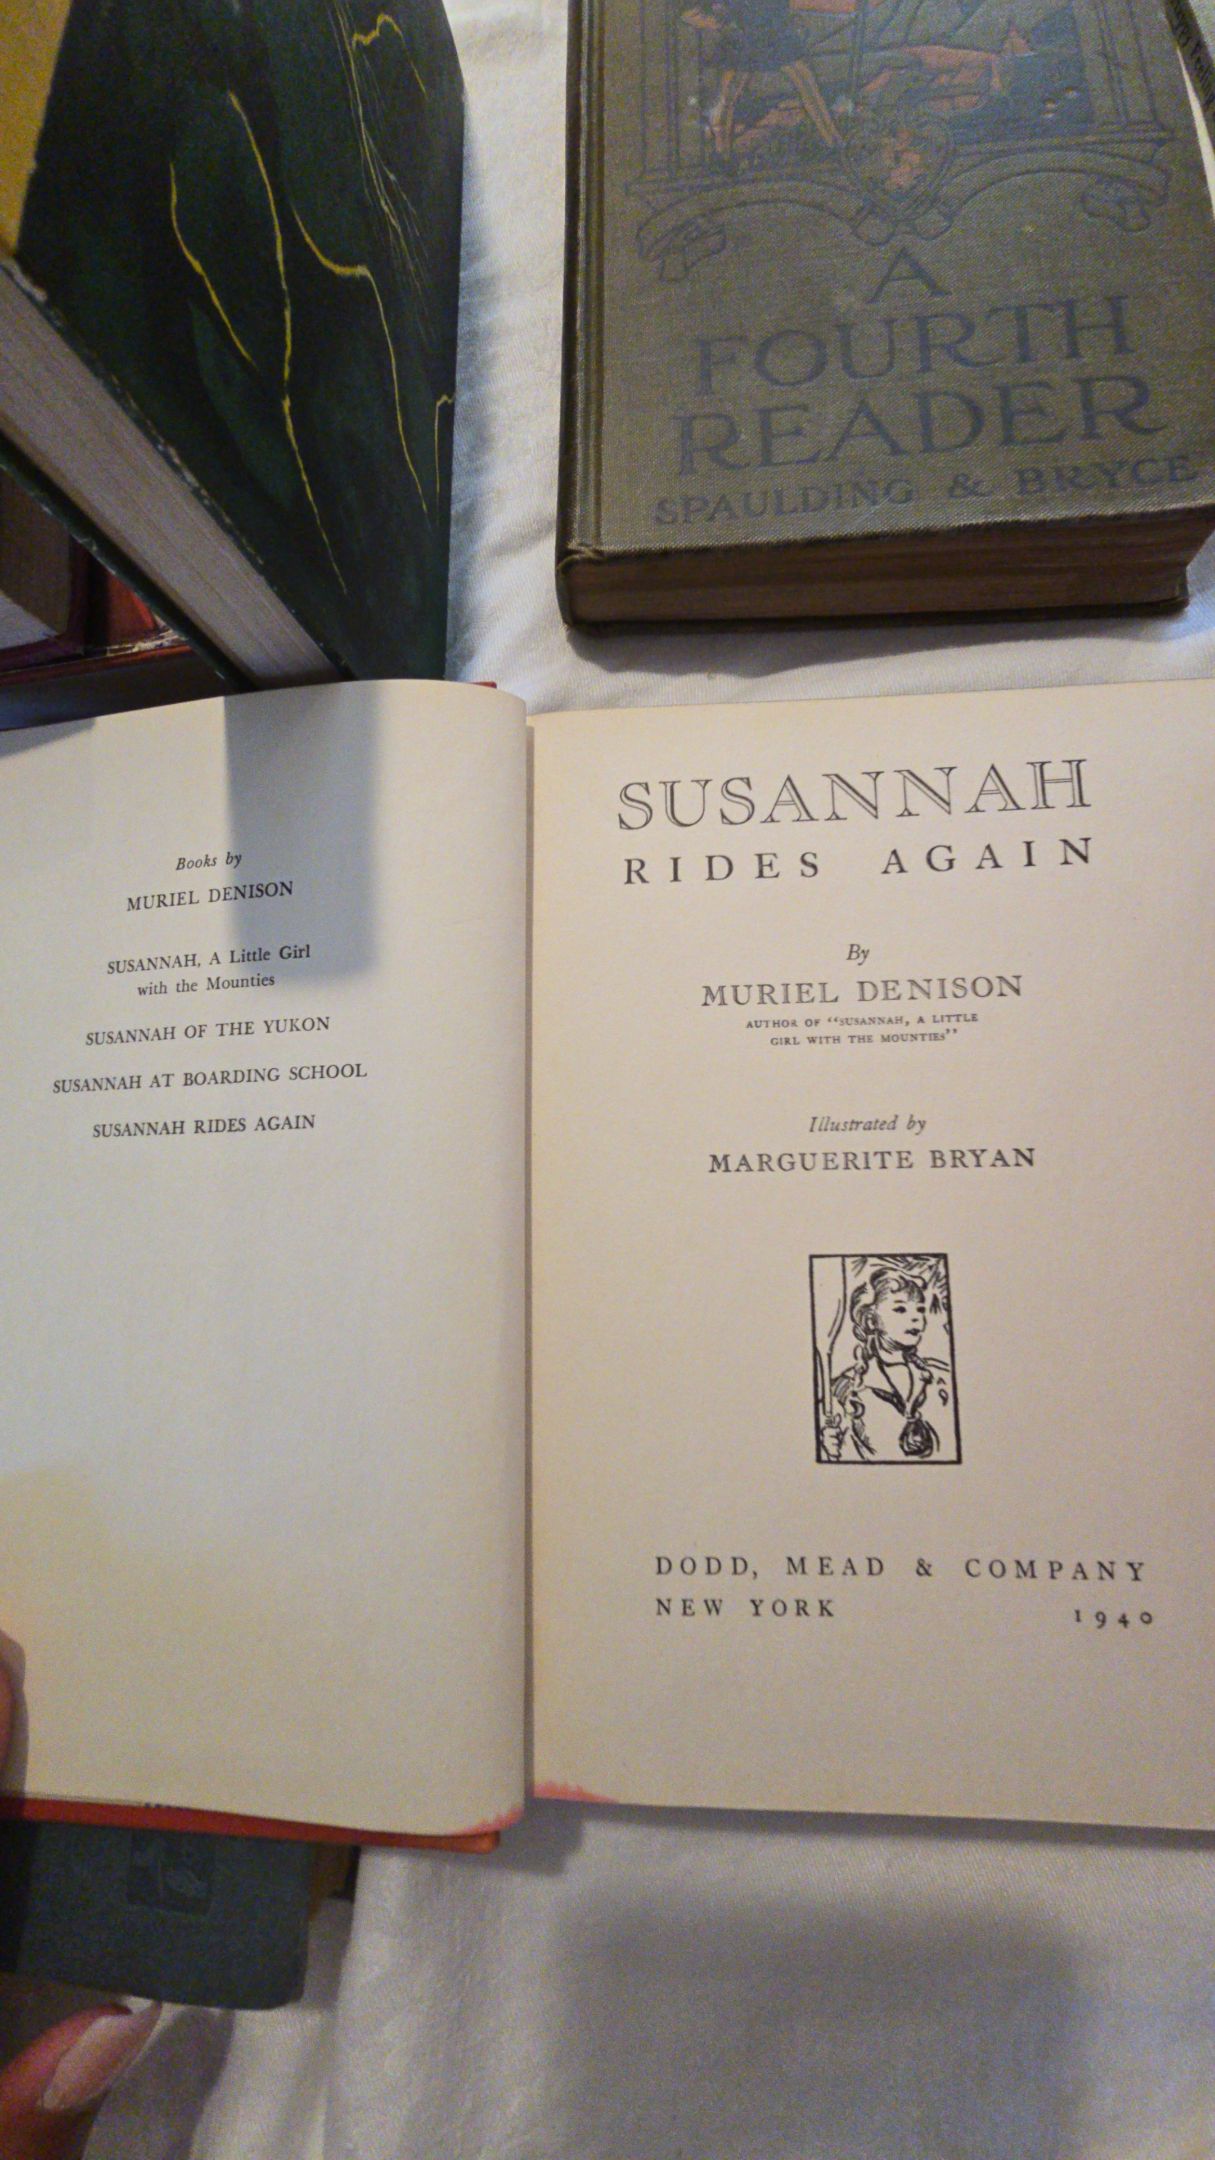 A
FOURTH
READER
SPAULDING & BRYCE
Books by
MURIEL DENISON
SUSANNAH, A Little Girl
with the Mounties
SUSANNAH OF THE YUKON
SUSANNAH AT BOARDING SCHOOL
SUSANNAH RIDES AGAIN
SUSANNAH
RIDES AGAIN
By
MURIEL DENISON
AUTHOR OF "SUSANNAH, A LITTLE
GIRL WITH THE MOUNTIES"
Illustrated by
MARGUERITE BRYAN
DODD, MEAD & COMPANY
NEW YORK 1940